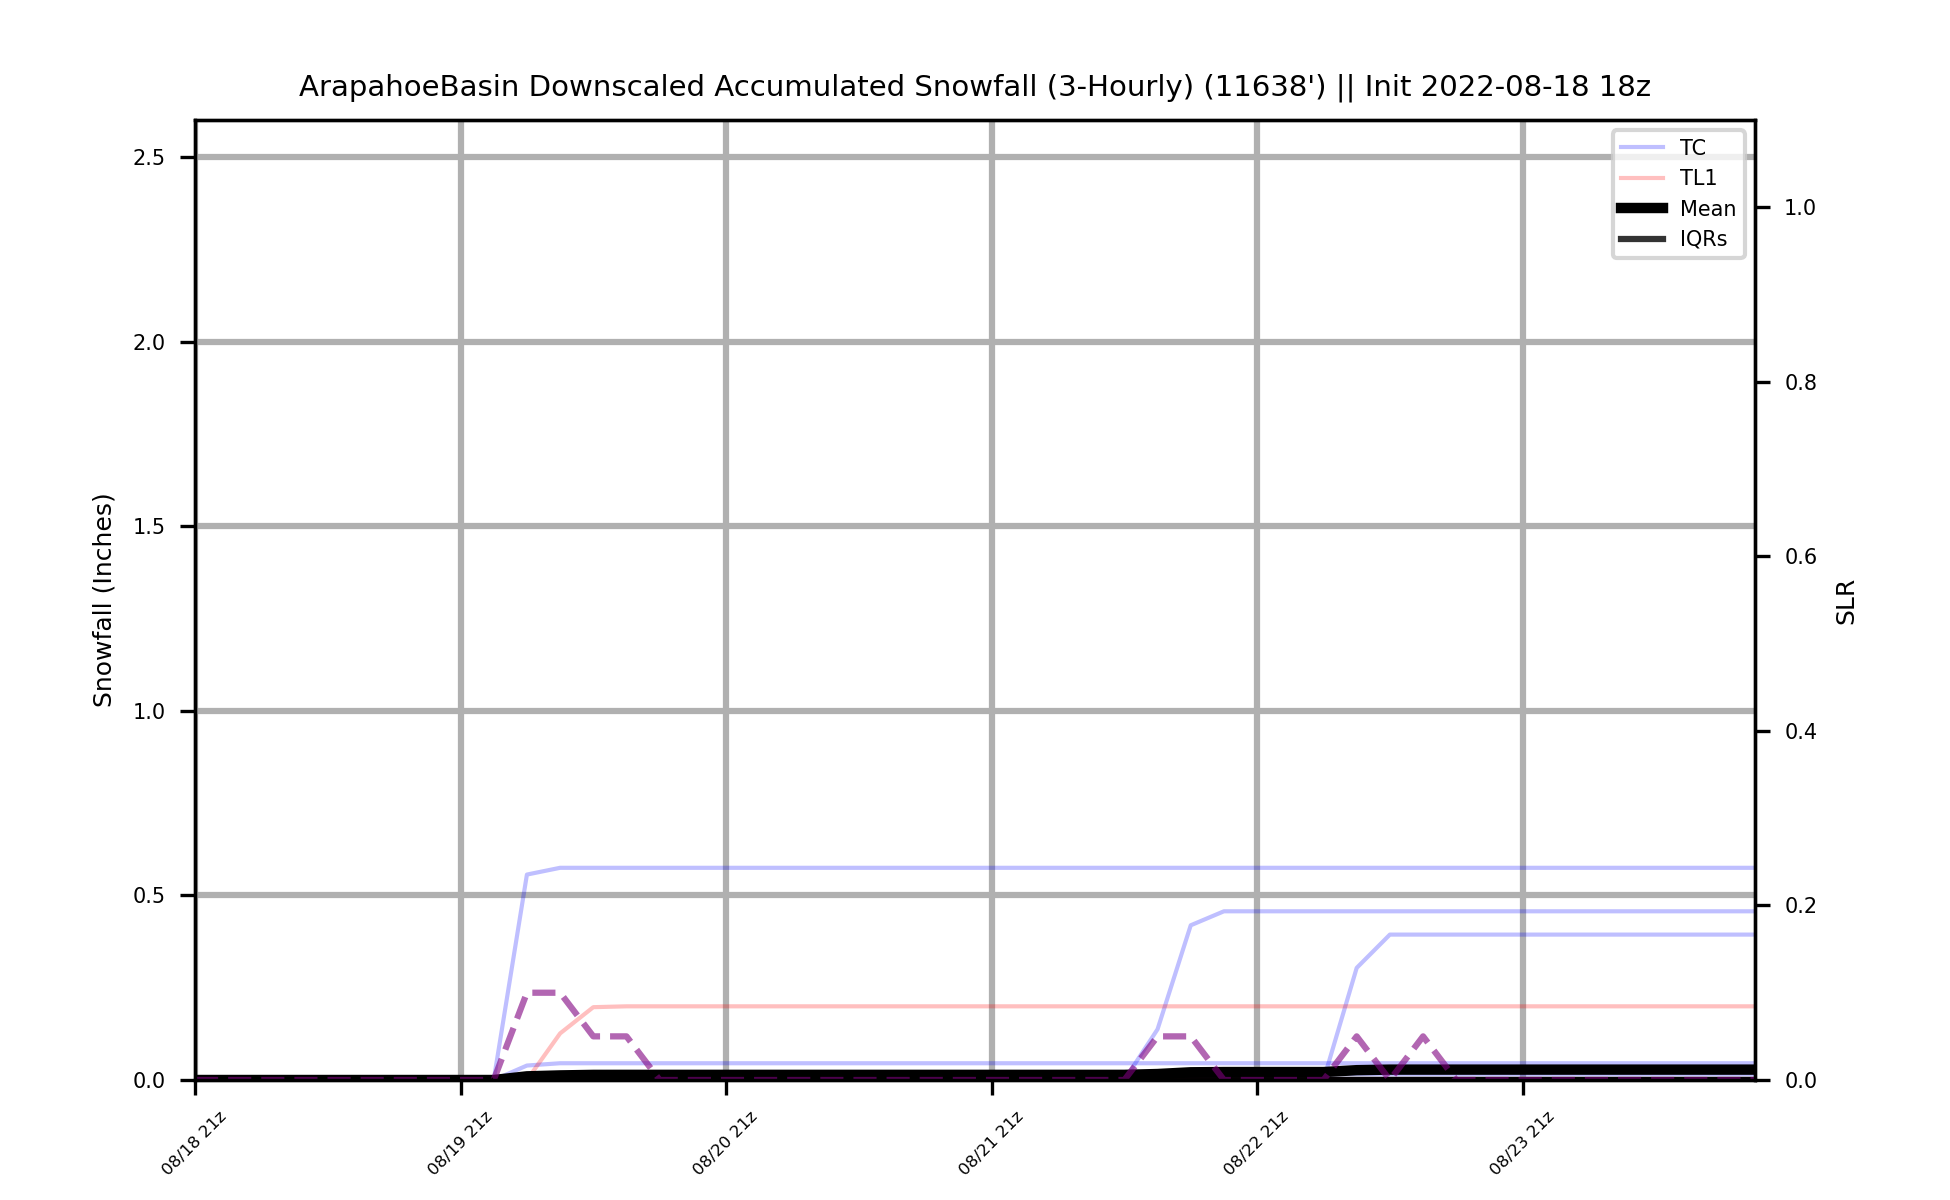 ArapahoeBasin Downscaled Accumulated Snowfall (3-Hourly) (11638') || Init 2022-08-18 18z
TC
TL1
Mean
IQRs
Snowfall (Inches)
2.5
2.0
1.5
1.0
0.5
0.0
SLR
1.0
0.8
0.6
0.4
0.2
0.0
08/18 21z
08/19 21z
08/20 21z
08/21 21z
08/22 21z
08/23 21z